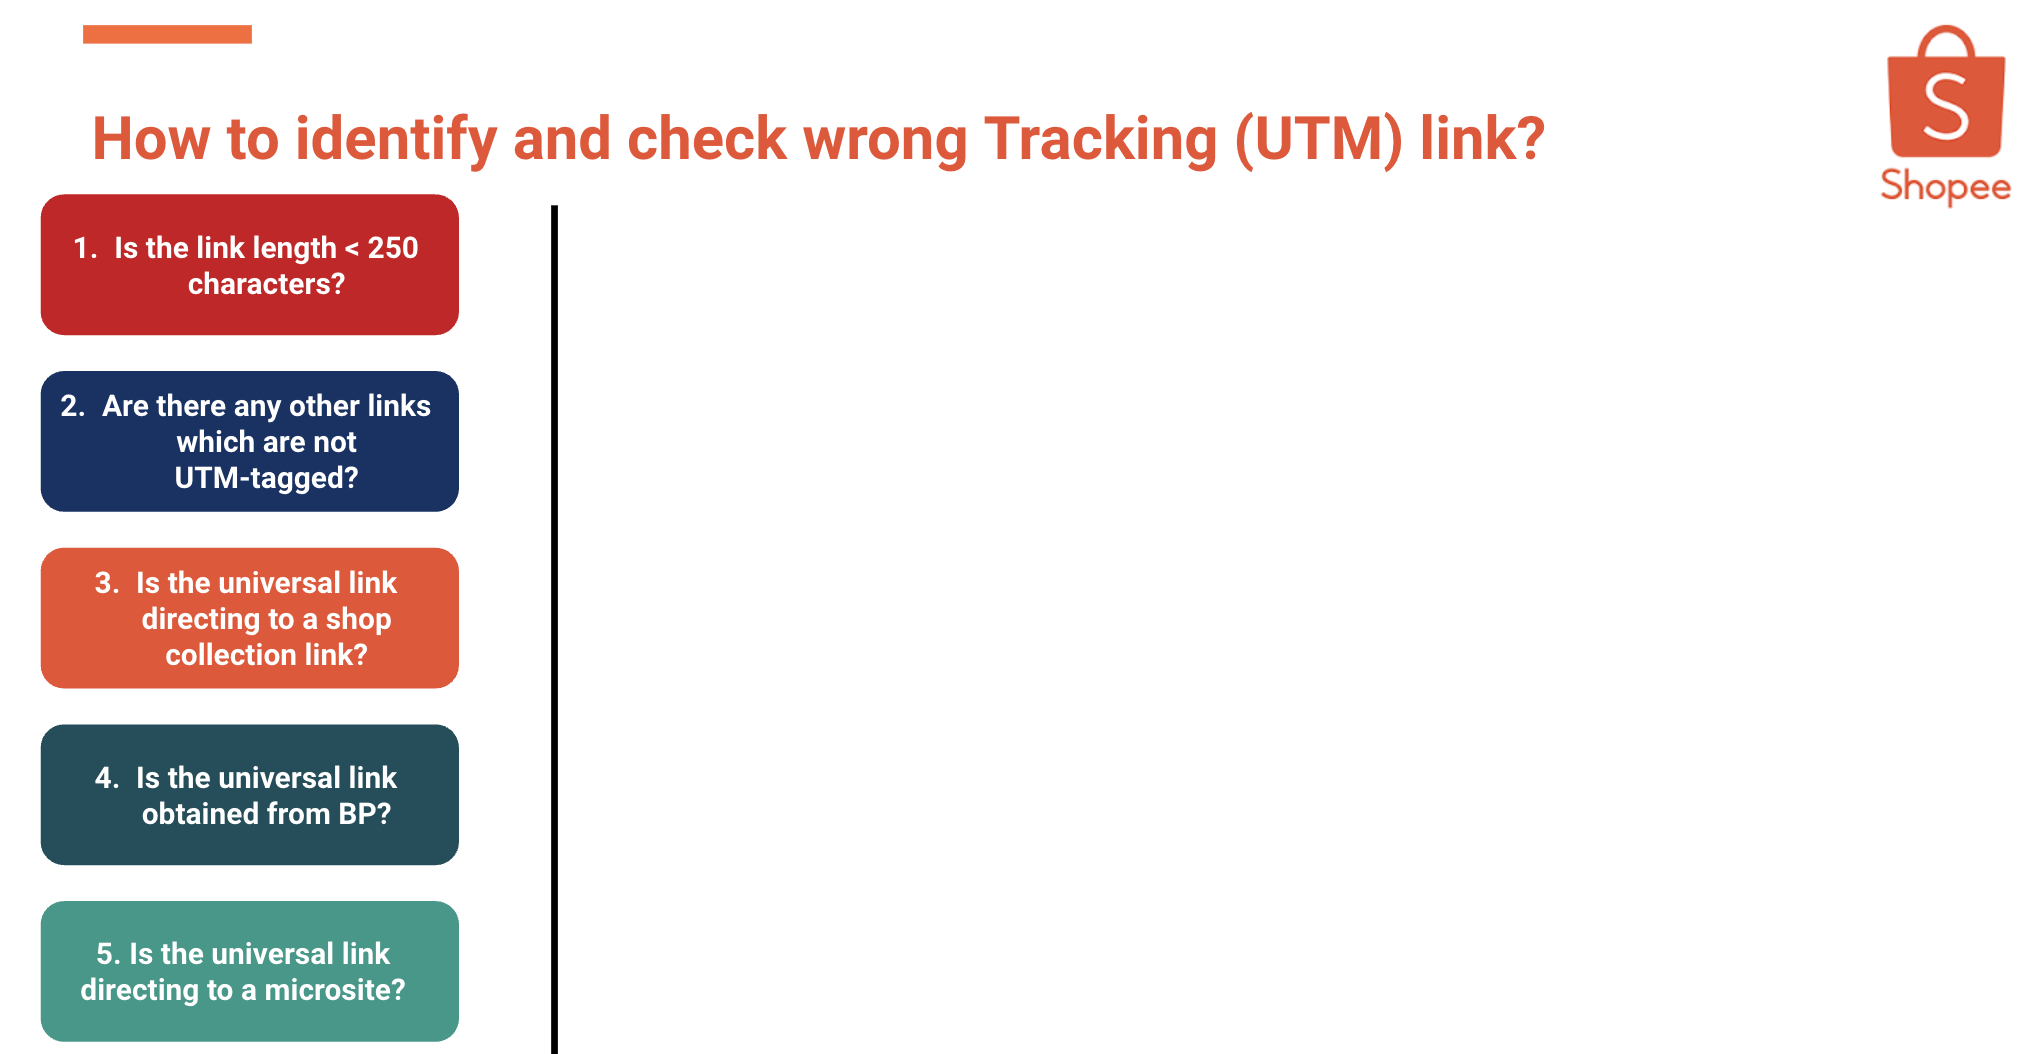 How to identify and check wrong Tracking (UTM) link?
Shopee
1. Is the link length < 250
characters?
2. Are there any other links
which are not
UTM-tagged?
3. Is the universal link
directing to a shop
collection link?
4. Is the universal link
obtained from BP?
5. Is the universal link
directing to a microsite?